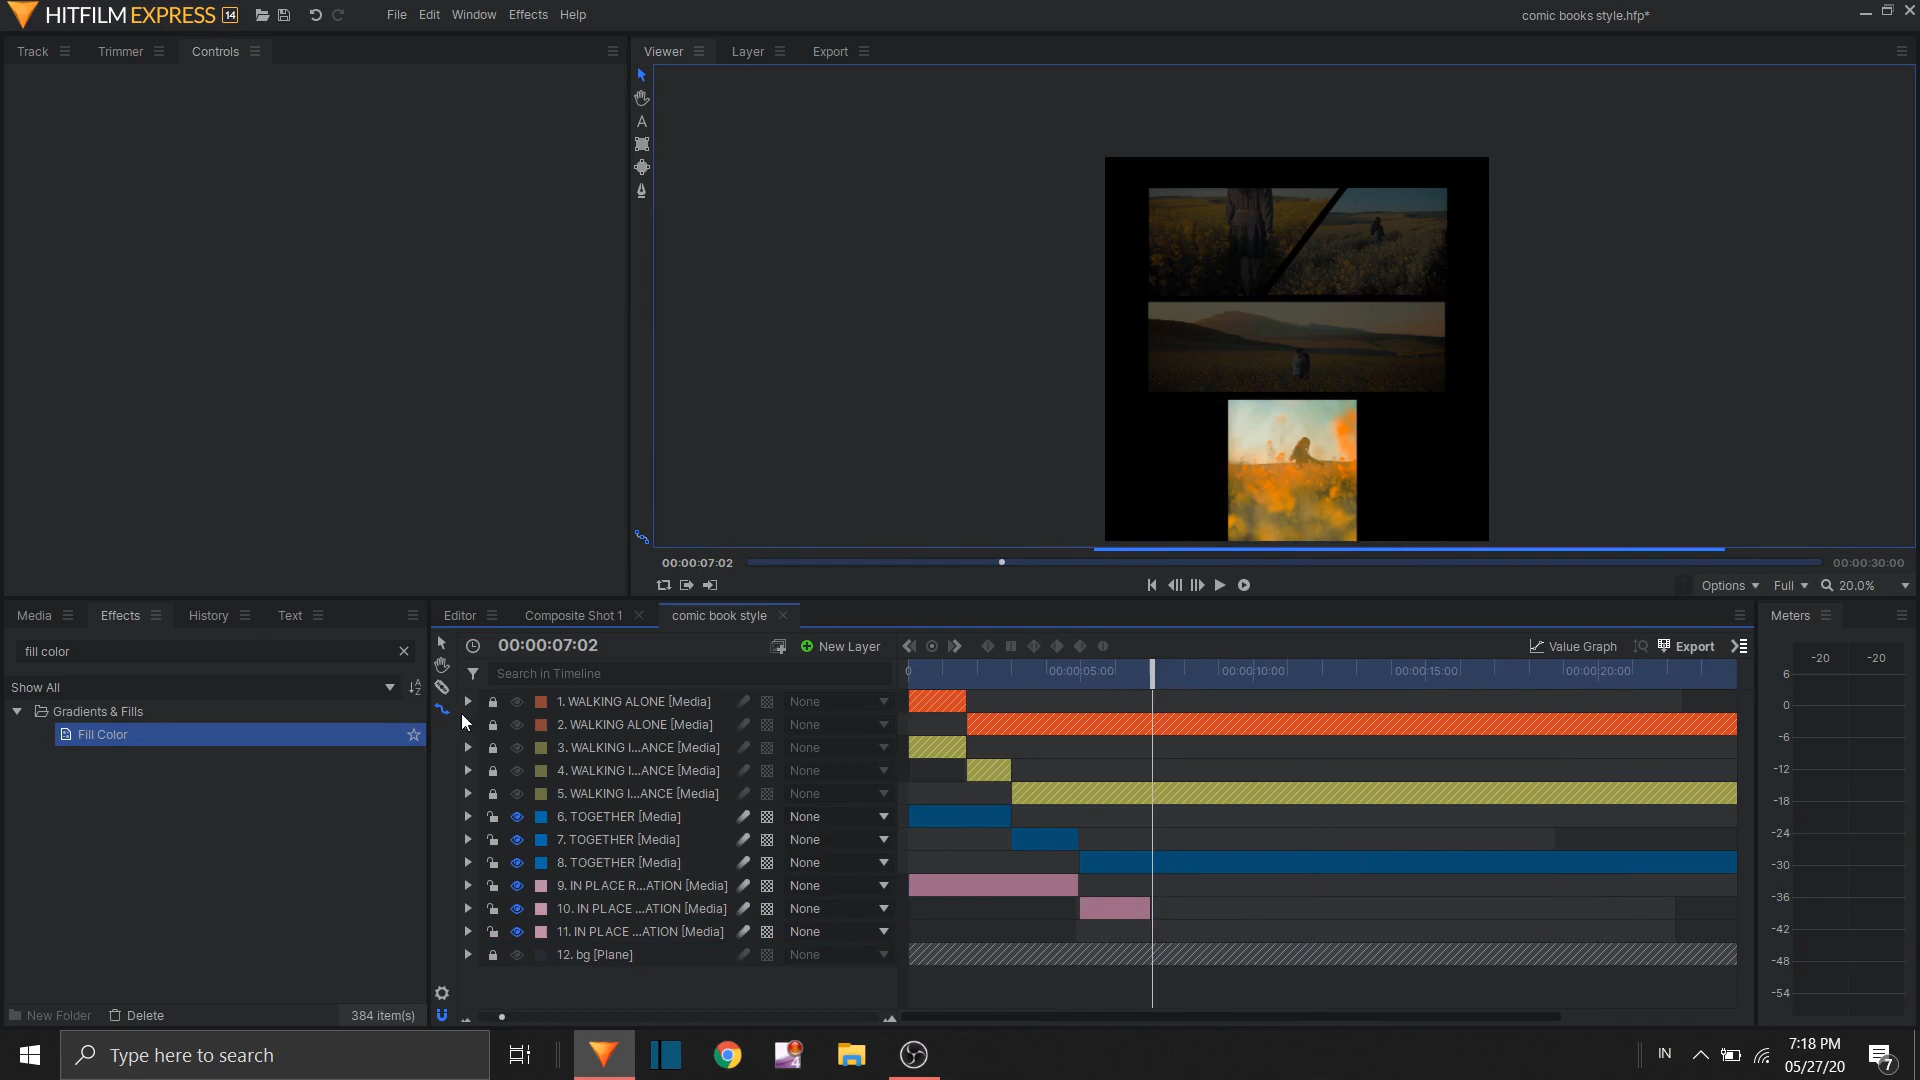 HITFILM EXPRESS 14
File Edit Window Effects Help
comic books style.hfp*
Track Trimmer Controls
Viewer Layer Export
00:00:07:02
00:00:30:00
Options Full 20.0%
Media Effects History Text
fill color
Show All
Gradients & Fills
Fill Color
New Folder Delete 384 item(s)
Editor Composite Shot 1 comic book style
00:00:07:02 New Layer
Value Graph Export
Search in Timeline
0 00:00:05:00 00:00:10:00 00:00:15:00 00:00:20:00
1. WALKING ALONE [Media] None
2. WALKING ALONE [Media] None
3. WALKING I...ANCE [Media] None
4. WALKING I...ANCE [Media] None
5. WALKING I...ANCE [Media] None
6. TOGETHER [Media] None
7. TOGETHER [Media] None
8. TOGETHER [Media] None
9. IN PLACE R...ATION [Media] None
10. IN PLACE ...ATION [Media] None
11. IN PLACE ...ATION [Media] None
12. bg [Plane] None
Meters
-20 -20
6
0
-6
-12
-18
-24
-30
-36
-42
-48
-54
Type here to search
4
IN
7:18 PM
05/27/20
7